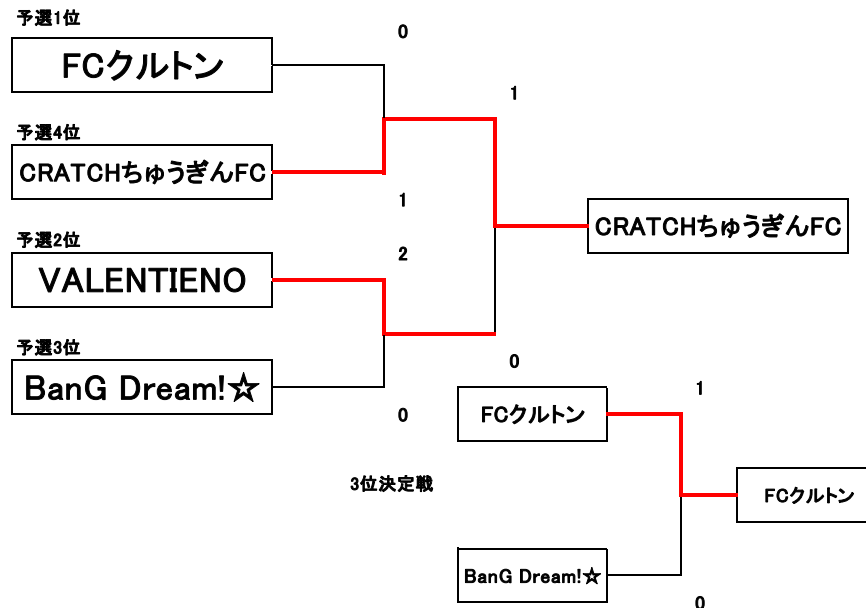 予選1位
0
FCクルトン
1
予選4位
CRATCHちゅうぎんFC
1
CRATCHちゅうぎんFC
予選2位
2
VALENTIENO
予選3位
0
BanG Dream!☆
0
1
FCクルトン
3位決定戦
FCクルトン
BanG Dream!☆
0